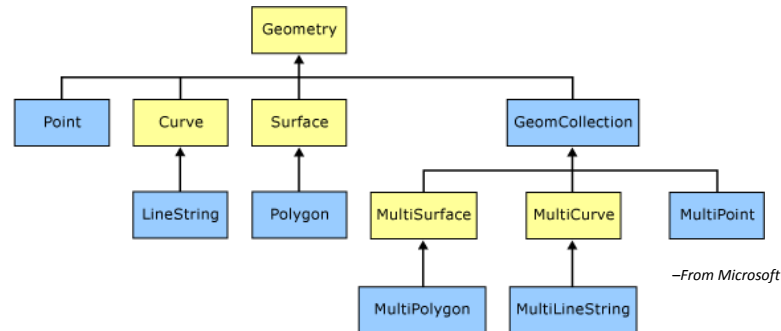 Geometry
Point
Curve
Surface
GeomCollection
LineString
Polygon
MultiSurface
MultiCurve
MultiPoint
–From Microsoft
MultiPolygon
MultiLineString